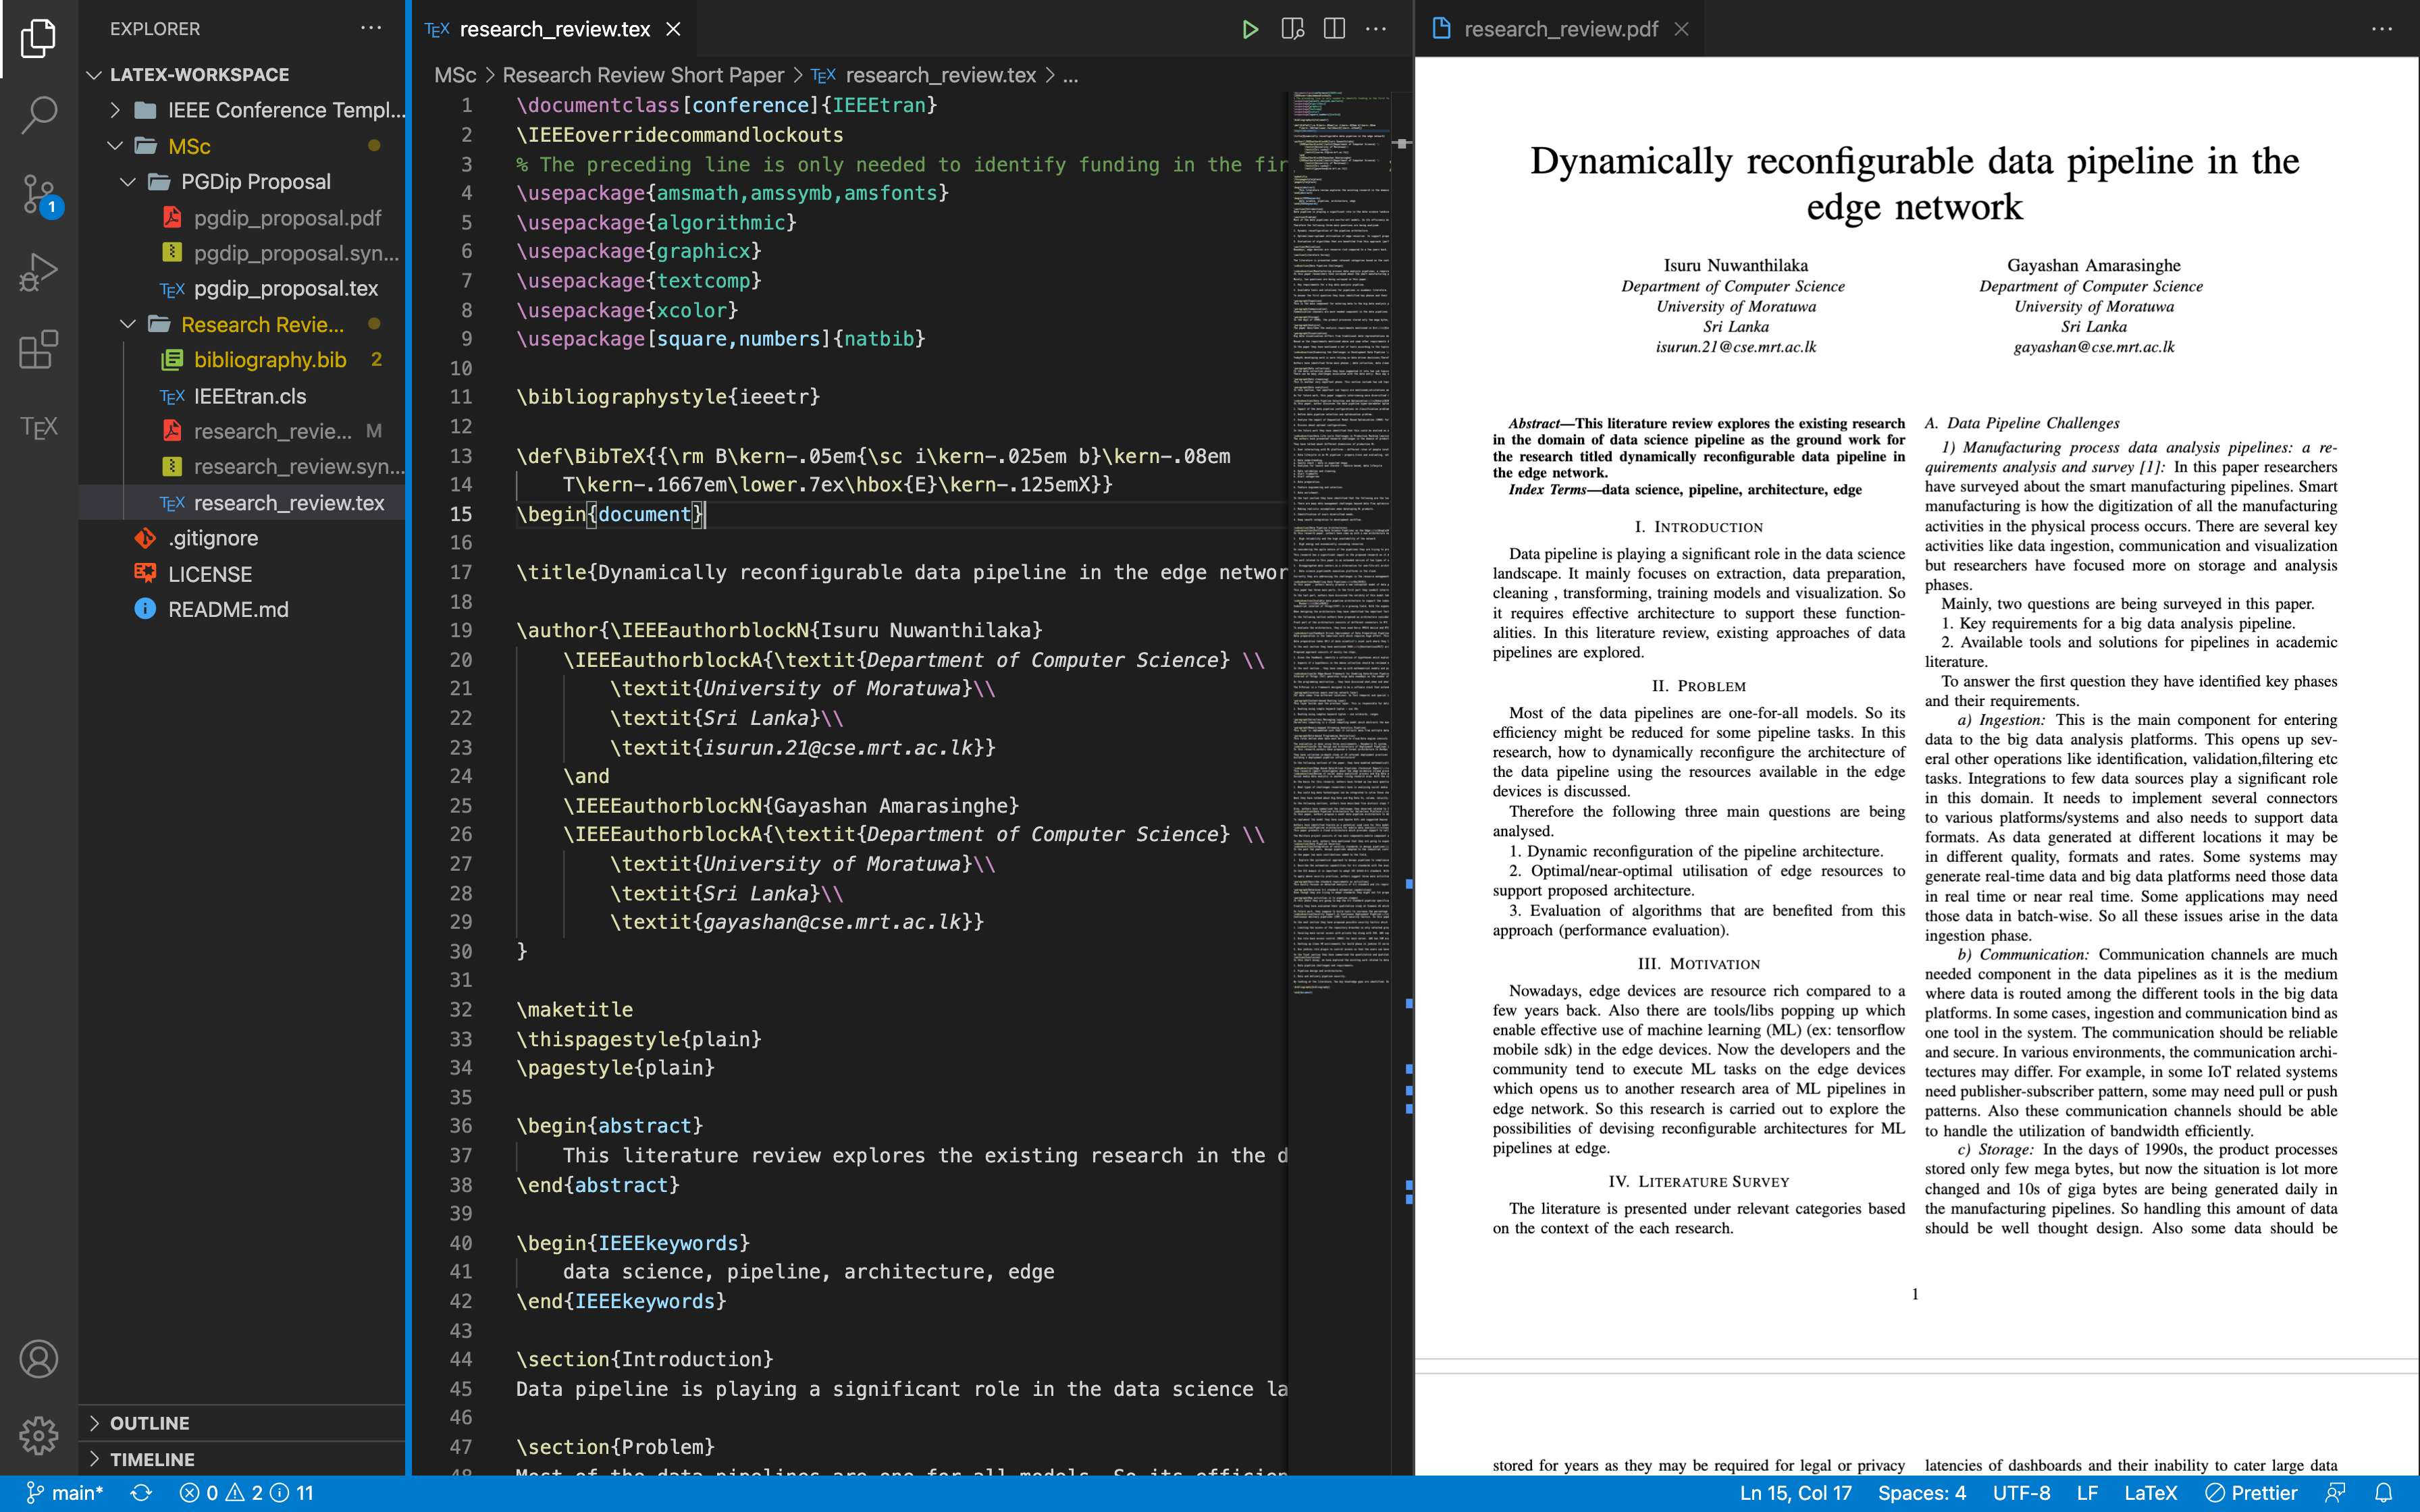 EXPLORER
LATEX-WORKSPACE
IEEE Conference Templ...
MSc
PGDip Proposal
pgdip_proposal.pdf
pgdip_proposal.syn...
pgdip_proposal.tex
Research Revie...
bibliography.bib 2
IEEEtran.cls
research_revie... M
research_review.syn...
research_review.tex
.gitignore
LICENSE
README.md
OUTLINE
TIMELINE
1
TEX
TEX research_review.tex
MSc > Research Review Short Paper > TEX research_review.tex > ...
1 \documentclass[conference]{IEEEtran}
2 \IEEEoverridecommandlockouts
3 % The preceding line is only needed to identify funding in the fir
4 \usepackage{amsmath,amssymb,amsfonts}
5 \usepackage{algorithmic}
6 \usepackage{graphicx}
7 \usepackage{textcomp}
8 \usepackage{xcolor}
9 \usepackage[square,numbers]{natbib}
10
11 \bibliographystyle{ieeetr}
12
13 \def\BibTeX{{\rm B\kern-.05em{\sc i\kern-.025em b}\kern-.08em
14 T\kern-.1667em\lower.7ex\hbox{E}\kern-.125emX}}
15 \begin{document}
16
17 \title{Dynamically reconfigurable data pipeline in the edge networ
18
19 \author{\IEEEauthorblockN{Isuru Nuwanthilaka}
20 \IEEEauthorblockA{\textit{Department of Computer Science} \\
21 \textit{University of Moratuwa}\\
22 \textit{Sri Lanka}\\
23 \textit{isurun.21@cse.mrt.ac.lk}}
24 \and
25 \IEEEauthorblockN{Gayashan Amarasinghe}
26 \IEEEauthorblockA{\textit{Department of Computer Science} \\
27 \textit{University of Moratuwa}\\
28 \textit{Sri Lanka}\\
29 \textit{gayashan@cse.mrt.ac.lk}}
30 }
31
32 \maketitle
33 \thispagestyle{plain}
34 \pagestyle{plain}
35
36 \begin{abstract}
37 This literature review explores the existing research in the d
38 \end{abstract}
39
40 \begin{IEEEkeywords}
41 data science, pipeline, architecture, edge
42 \end{IEEEkeywords}
43
44 \section{Introduction}
45 Data pipeline is playing a significant role in the data science la
46
47 \section{Problem}
48 Most of the data pipelines are one-for-all models. So its efficien
research_review.pdf
Dynamically reconfigurable data pipeline in the
edge network
Isuru Nuwanthilaka
Department of Computer Science
University of Moratuwa
Sri Lanka
isurun.21@cse.mrt.ac.lk
Gayashan Amarasinghe
Department of Computer Science
University of Moratuwa
Sri Lanka
gayashan@cse.mrt.ac.lk
Abstract—This literature review explores the existing research
in the domain of data science pipeline as the ground work for
the research titled dynamically reconfigurable data pipeline in
the edge network.
Index Terms—data science, pipeline, architecture, edge
I. INTRODUCTION
Data pipeline is playing a significant role in the data science
landscape. It mainly focuses on extraction, data preparation,
cleaning , transforming, training models and visualization. So
it requires effective architecture to support these function-
alities. In this literature review, existing approaches of data
pipelines are explored.
II. PROBLEM
Most of the data pipelines are one-for-all models. So its
efficiency might be reduced for some pipeline tasks. In this
research, how to dynamically reconfigure the architecture of
the data pipeline using the resources available in the edge
devices is discussed.
Therefore the following three main questions are being
analysed.
1. Dynamic reconfiguration of the pipeline architecture.
2. Optimal/near-optimal utilisation of edge resources to
support proposed architecture.
3. Evaluation of algorithms that are benefited from this
approach (performance evaluation).
III. MOTIVATION
Nowadays, edge devices are resource rich compared to a
few years back. Also there are tools/libs popping up which
enable effective use of machine learning (ML) (ex: tensorflow
mobile sdk) in the edge devices. Now the developers and the
community tend to execute ML tasks on the edge devices
which opens us to another research area of ML pipelines in
edge network. So this research is carried out to explore the
possibilities of devising reconfigurable architectures for ML
pipelines at edge.
IV. LITERATURE SURVEY
The literature is presented under relevant categories based
on the context of the each research.
A. Data Pipeline Challenges
1) Manufacturing process data analysis pipelines: a re-
quirements analysis and survey [1]: In this paper researchers
have surveyed about the smart manufacturing pipelines. Smart
manufacturing is how the digitization of all the manufacturing
activities in the physical process occurs. There are several key
activities like data ingestion, communication and visualization
but researchers have focused more on storage and analysis
phases.
Mainly, two questions are being surveyed in this paper.
1. Key requirements for a big data analysis pipeline.
2. Available tools and solutions for pipelines in academic
literature.
To answer the first question they have identified key phases
and their requirements.
a) Ingestion: This is the main component for entering
data to the big data analysis platforms. This opens up sev-
eral other operations like identification, validation,filtering etc
tasks. Integrations to few data sources play a significant role
in this domain. It needs to implement several connectors
to various platforms/systems and also needs to support data
formats. As data generated at different locations it may be
in different quality, formats and rates. Some systems may
generate real-time data and big data platforms need those data
in real time or near real time. Some applications may need
those data in batch-wise. So all these issues arise in the data
ingestion phase.
b) Communication: Communication channels are much
needed component in the data pipelines as it is the medium
where data is routed among the different tools in the big data
platforms. In some cases, ingestion and communication bind as
one tool in the system. The communication should be reliable
and secure. In various environments, the communication archi-
tectures may differ. For example, in some IoT related systems
need publisher-subscriber pattern, some may need pull or push
patterns. Also these communication channels should be able
to handle the utilization of bandwidth efficiently.
c) Storage: In the days of 1990s, the product processes
stored only few mega bytes, but now the situation is lot more
changed and 10s of giga bytes are being generated daily in
the manufacturing pipelines. So handling this amount of data
should be well thought design. Also some data should be
1
stored for years as they may be required for legal or privacy
latencies of dashboards and their inability to cater large data
main* 0 2 11
Ln 15, Col 17 Spaces: 4 UTF-8 LF LaTeX Prettier